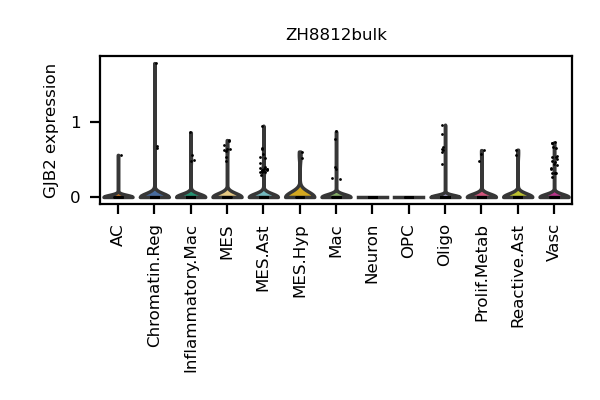 ZH8812bulk
GJB2 expression
1
0
AC
Chromatin.Reg
Inflammatory.Mac
MES
MES.Ast
MES.Hyp
Mac
Neuron
OPC
Oligo
Prolif.Metab
Reactive.Ast
Vasc